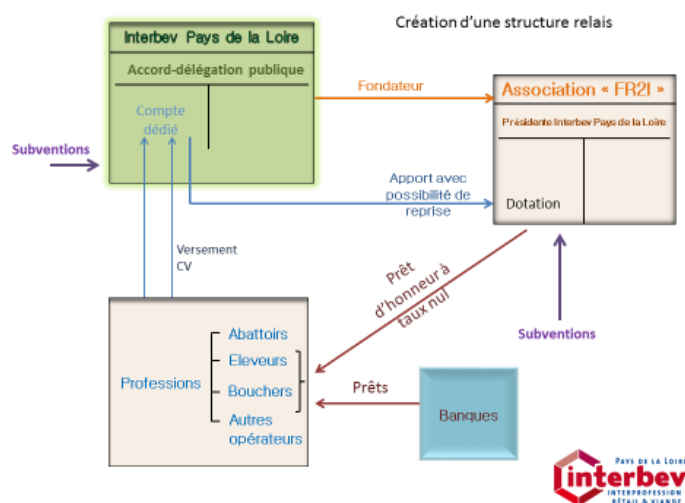 Création d'une structure relais
Interbev Pays de la Loire
Accord-délégation publique
Compte
dédié
Subventions
Fondateur
Association « FR2I »
Présidente Interbev Pays de la Loire
Dotation
Apport avec
possibilité de
reprise
Versement
CV
Prêt
d'honneur à
taux nul
Subventions
Professions
Abattoirs
Eleveurs
Bouchers
Autres
opérateurs
Prêts
Banques
PAYS DE LA LOIRE
interbev
INTERPROFESSION
BÉTAIL & VIANDE